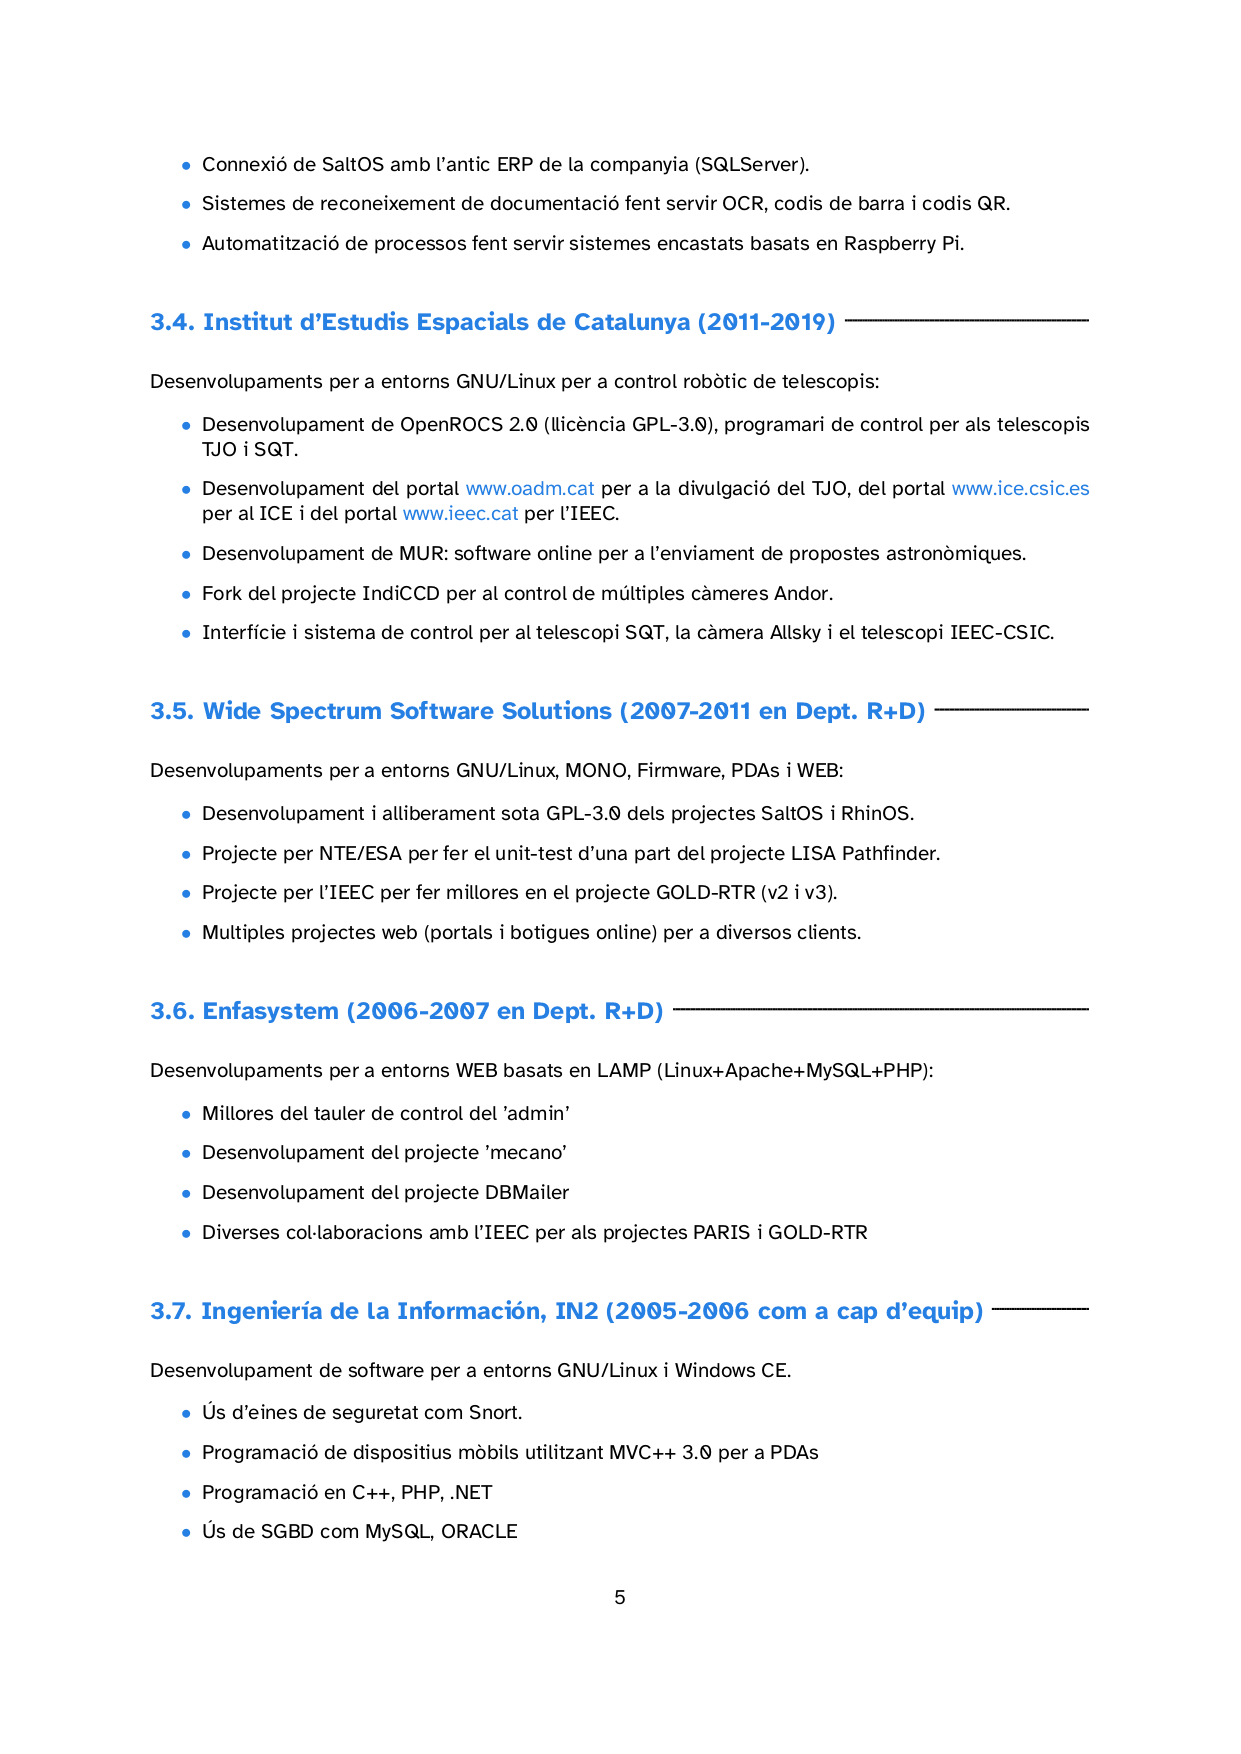 • Connexió de SaltOS amb l’antic ERP de la companyia (SQLServer).
• Sistemes de reconeixement de documentació fent servir OCR, codis de barra i codis QR.
• Automatització de processos fent servir sistemes encastats basats en Raspberry Pi.
3.4. Institut d’Estudis Espacials de Catalunya (2011-2019)
Desenvolupaments per a entorns GNU/Linux per a control robòtic de telescopis:
• Desenvolupament de OpenROCS 2.0 (llicència GPL-3.0), programari de control per als telescopis
TJO i SQT.
• Desenvolupament del portal www.oadm.cat per a la divulgació del TJO, del portal www.ice.csic.es
per al ICE i del portal www.ieec.cat per l’IEEC.
• Desenvolupament de MUR: software online per a l’enviament de propostes astronòmiques.
• Fork del projecte IndiCCD per al control de múltiples càmeres Andor.
• Interfície i sistema de control per al telescopi SQT, la càmera Allsky i el telescopi IEEC-CSIC.
3.5. Wide Spectrum Software Solutions (2007-2011 en Dept. R+D)
Desenvolupaments per a entorns GNU/Linux, MONO, Firmware, PDAs i WEB:
• Desenvolupament i alliberament sota GPL-3.0 dels projectes SaltOS i RhinOS.
• Projecte per NTE/ESA per fer el unit-test d’una part del projecte LISA Pathfinder.
• Projecte per l’IEEC per fer millores en el projecte GOLD-RTR (v2 i v3).
• Multiples projectes web (portals i botigues online) per a diversos clients.
3.6. Enfasystem (2006-2007 en Dept. R+D)
Desenvolupaments per a entorns WEB basats en LAMP (Linux+Apache+MySQL+PHP):
• Millores del tauler de control del ’admin’
• Desenvolupament del projecte ’mecano’
• Desenvolupament del projecte DBMailer
• Diverses col·laboracions amb l’IEEC per als projectes PARIS i GOLD-RTR
3.7. Ingeniería de la Información, IN2 (2005-2006 com a cap d’equip)
Desenvolupament de software per a entorns GNU/Linux i Windows CE.
• Ús d’eines de seguretat com Snort.
• Programació de dispositius mòbils utilitzant MVC++ 3.0 per a PDAs
• Programació en C++, PHP, .NET
• Ús de SGBD com MySQL, ORACLE
5